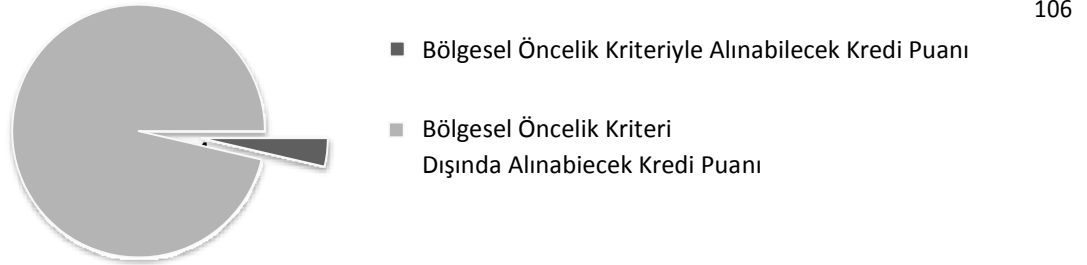 106
Bölgesel Öncelik Kriteriyle Alınabilecek Kredi Puanı
Bölgesel Öncelik Kriteri
Dışında Alınabiecek Kredi Puanı